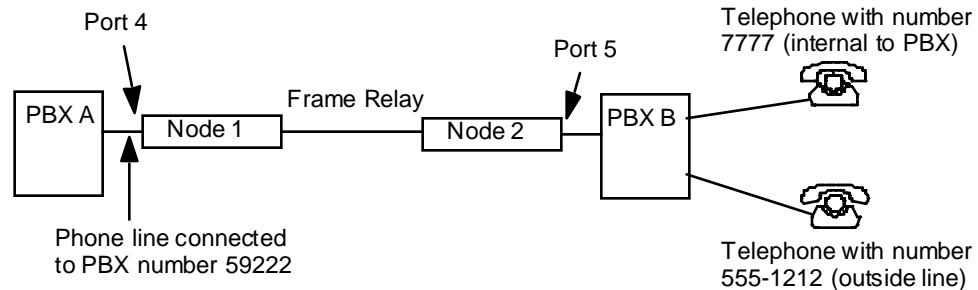 Port 4
Telephone with number
7777 (internal to PBX)
Port 5
PBX A
Node 1
Frame Relay
Node 2
PBX B
Phone line connected
to PBX number 59222
Telephone with number
555-1212 (outside line)